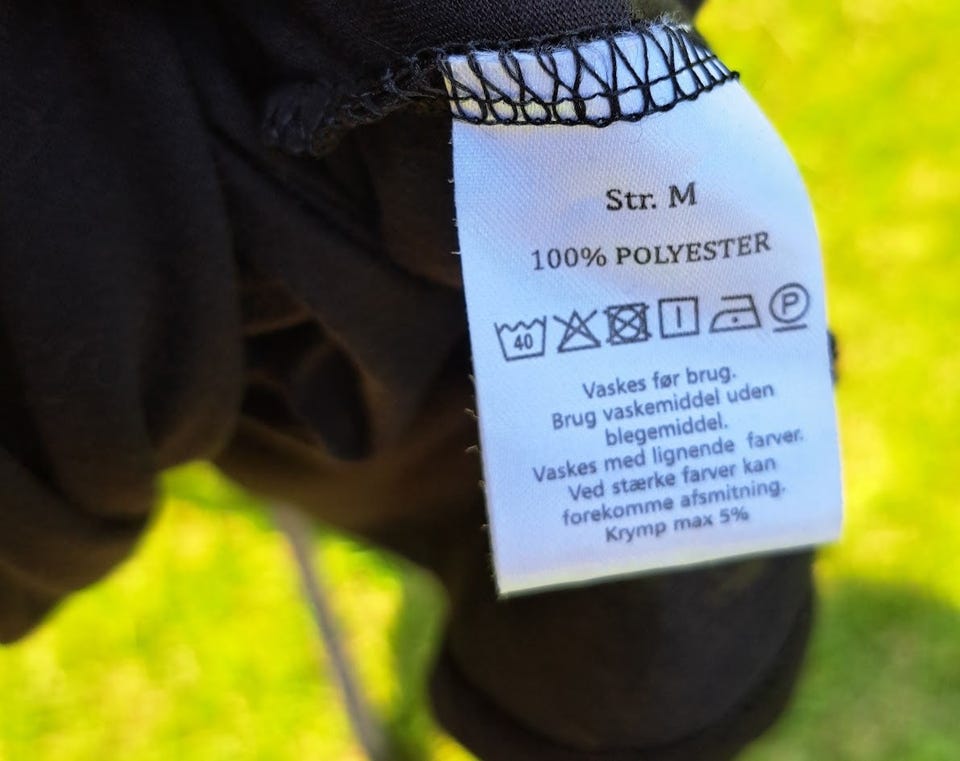 Str. M
100% POLYESTER
40 P
Vaskes før brug.
Brug vaskemiddel uden
blegemiddel.
Vaskes med lignende farver.
Ved stærke farver kan
forekomme afsmitning.
Krymp max 5%